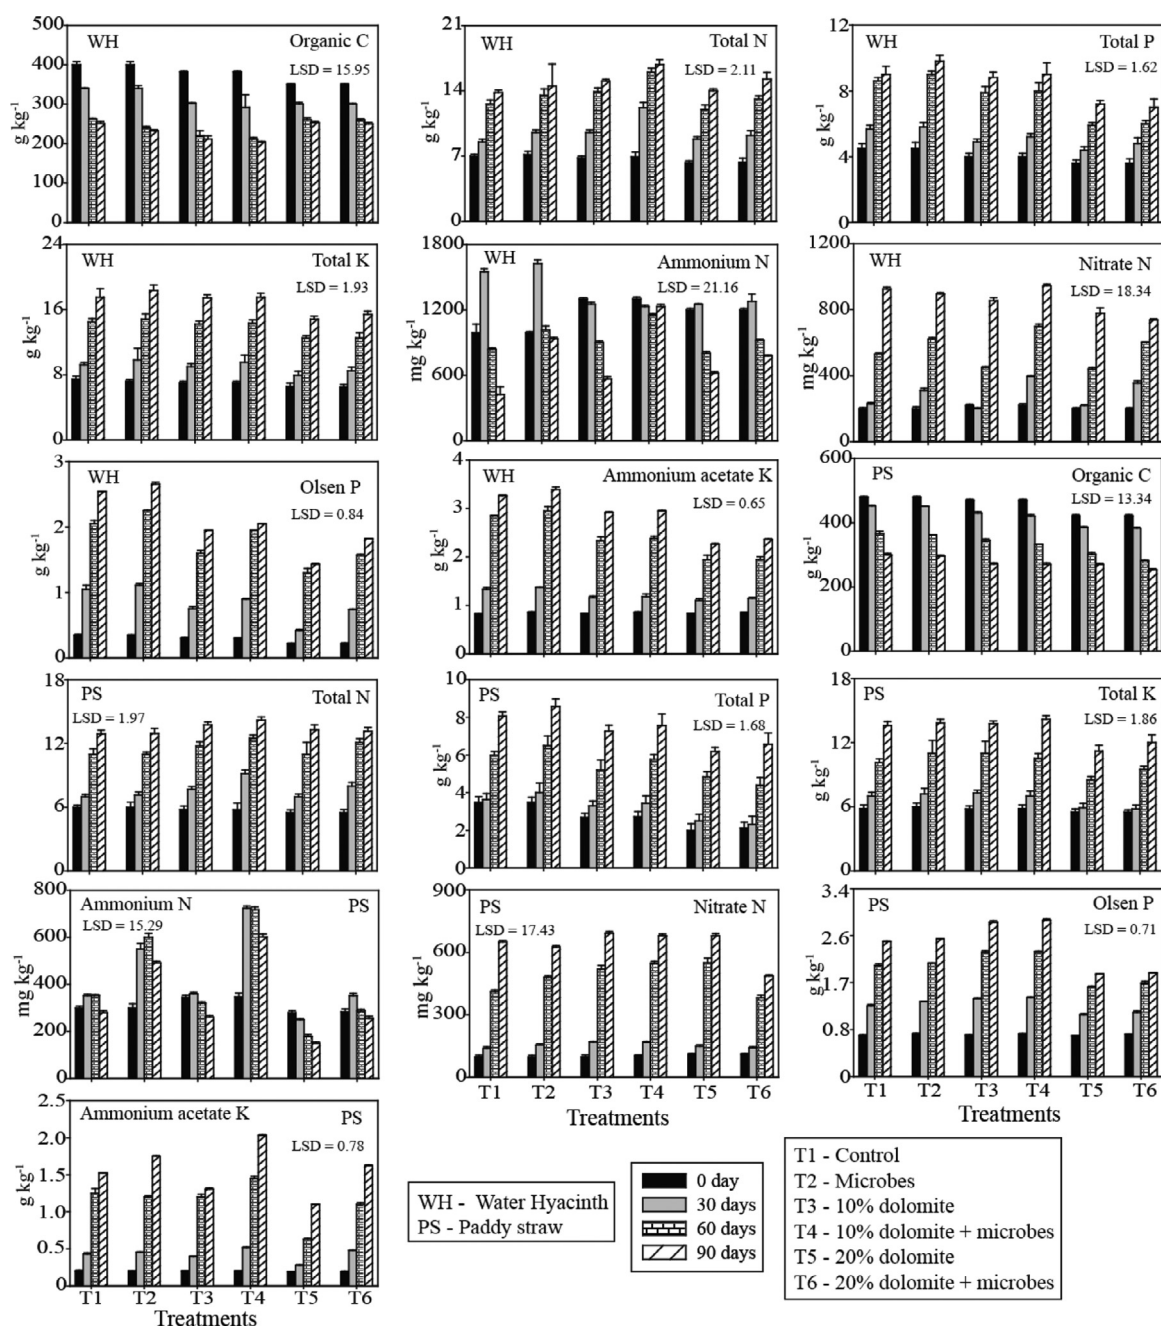 500
400
300
200
100
0
g kg-1
WH
Organic C
LSD = 15.95
21
14
7
0
g kg-1
WH
Total N
LSD = 2.11
12
9
6
4
0
g kg-1
WH
Total P
LSD = 1.62
24
16
8
0
g kg-1
WH
Total K
LSD = 1.93
1800
1200
600
0
mg kg-1
WH
Ammonium N
LSD = 21.16
1200
800
400
0
mg kg-1
WH
Nitrate N
LSD = 18.34
3
2
1
0
g kg-1
WH
Olsen P
LSD = 0.84
4
3
2
1
0
g kg-1
WH
Ammonium acetate K
LSD = 0.65
600
400
200
0
g kg-1
PS
Organic C
LSD = 13.34
18
12
6
0
g kg-1
PS
Total N
LSD = 1.97
10
8
6
4
2
0
g kg-1
PS
Total P
LSD = 1.68
18
12
6
0
g kg-1
PS
Total K
LSD = 1.86
800
600
400
200
0
mg kg-1
Ammonium N
PS
LSD = 15.29
900
600
300
0
mg kg-1
PS
Nitrate N
LSD = 17.43
T1 T2 T3 T4 T5 T6
Treatments
3.4
2.6
1.7
0.8
0
g kg-1
PS
Olsen P
LSD = 0.71
T1 T2 T3 T4 T5 T6
Treatments
2.5
2.0
1.5
1.0
0.5
0
g kg-1
Ammonium acetate K
PS
LSD = 0.78
T1 T2 T3 T4 T5 T6
Treatments
WH - Water Hyacinth
PS - Paddy straw
0 day
30 days
60 days
90 days
T1 - Control
T2 - Microbes
T3 - 10% dolomite
T4 - 10% dolomite + microbes
T5 - 20% dolomite
T6 - 20% dolomite + microbes